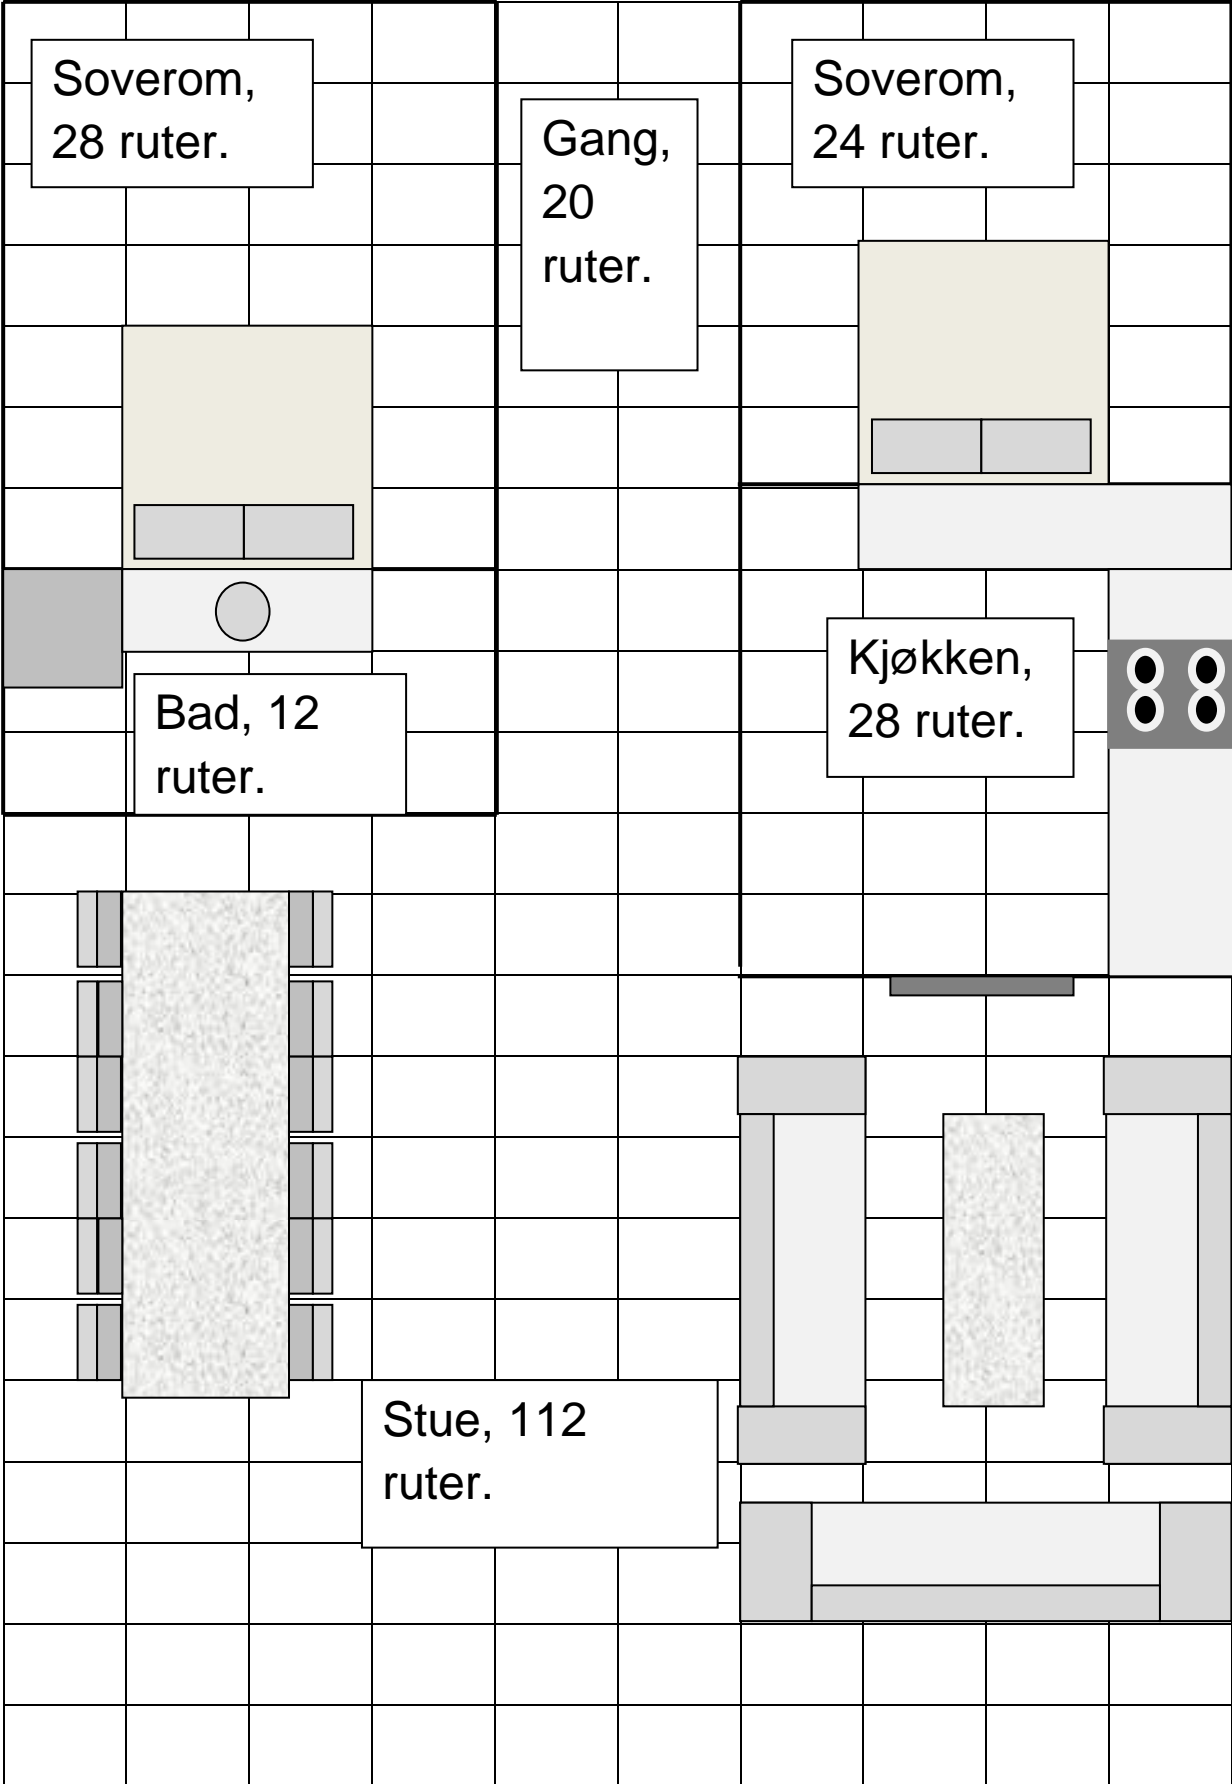 Soverom,
28 ruter.
Gang,
20
ruter.
Soverom,
24 ruter.
Kjøkken,
28 ruter.
Bad, 12
ruter.
Stue, 112
ruter.